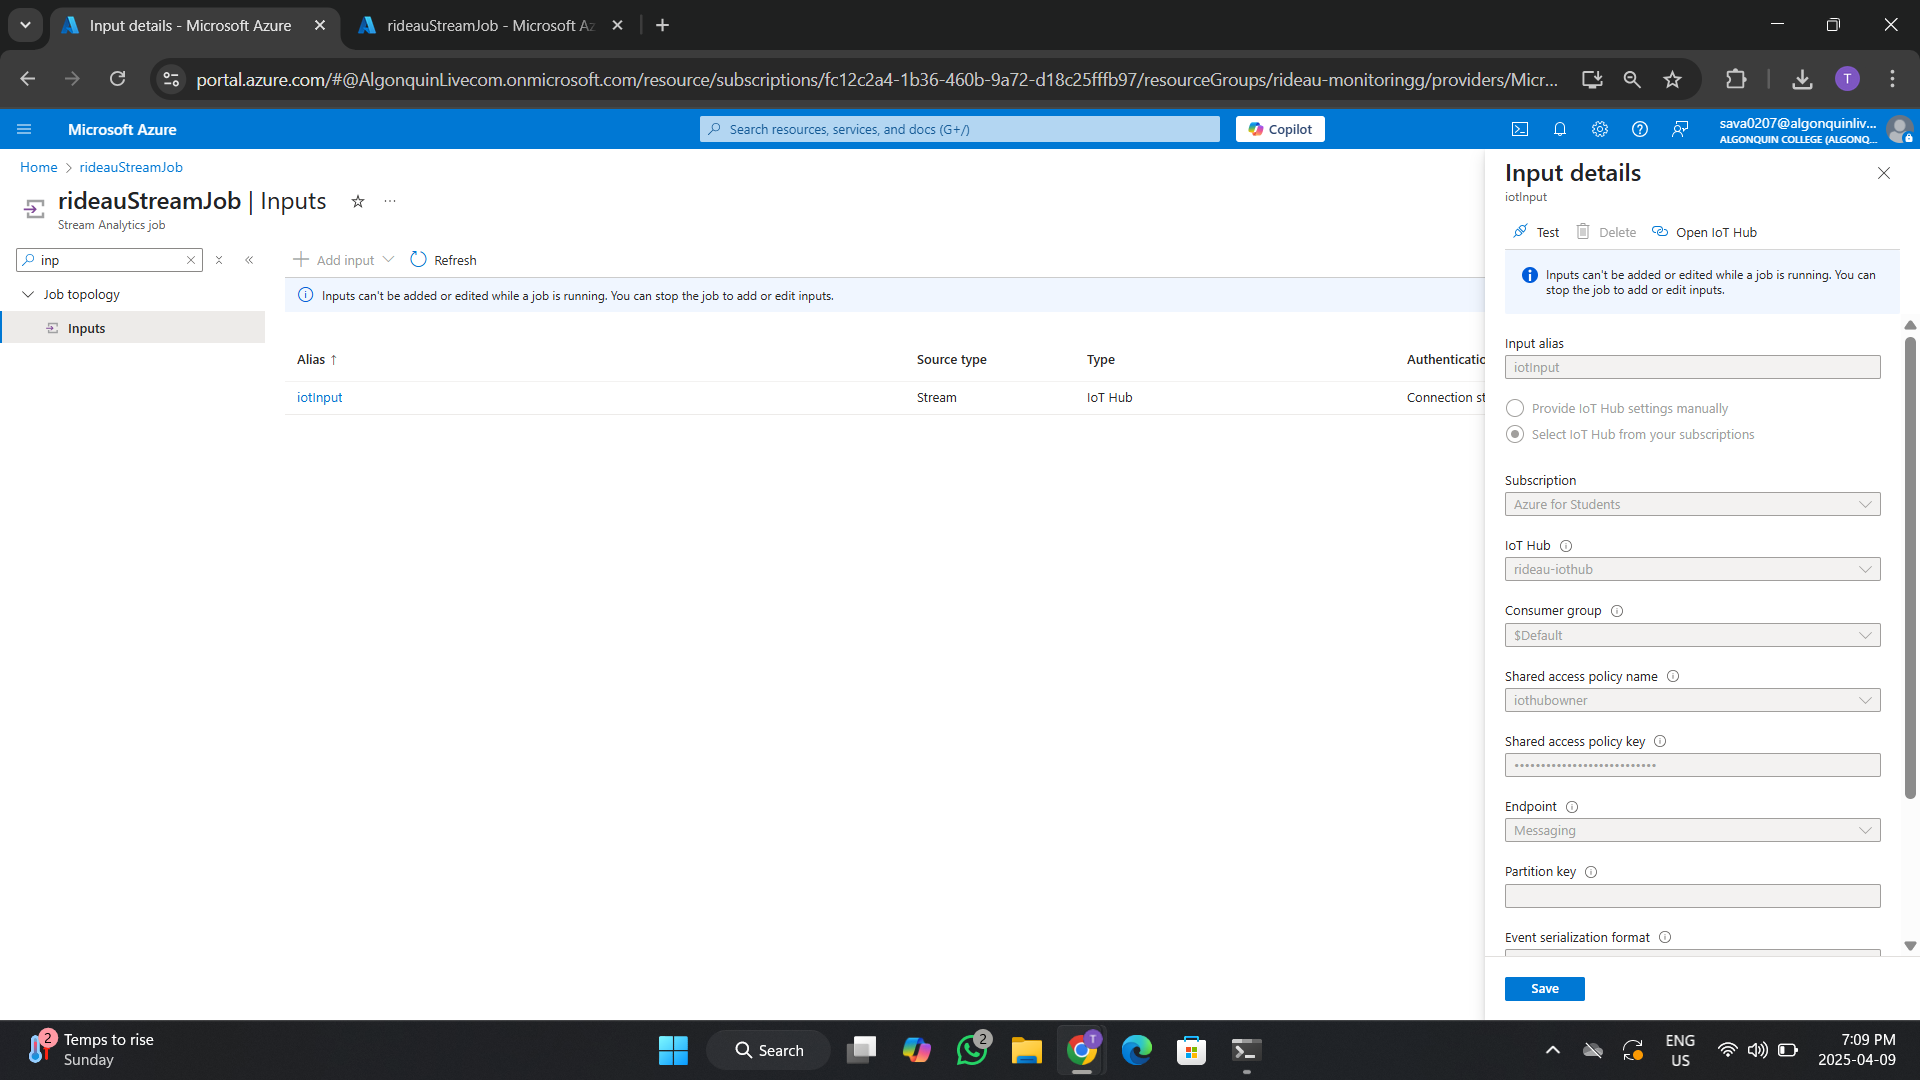 Input details - Microsoft Azure
rideauStreamJob - Microsoft Az
portal.azure.com/#@AlgonquinLivecom.onmicrosoft.com/resource/subscriptions/fc12c2a4-1b36-460b-9a72-d18c25fffb97/resourceGroups/rideau-monitoringg/providers/Micr...
T
Microsoft Azure
Search resources, services, and docs (G+/)
Copilot
sava0207@algonquinliv...
ALGONQUIN COLLEGE (ALGONQ...
Home > rideauStreamJob
rideauStreamJob | Inputs
Stream Analytics job
inp
Job topology
Inputs
Add input
Refresh
Inputs can't be added or edited while a job is running. You can stop the job to add or edit inputs.
Alias ↑ Source type Type Authenticatio
iotInput Stream IoT Hub Connection st
Input details
iotInput
Test Delete Open IoT Hub
Inputs can't be added or edited while a job is running. You can
stop the job to add or edit inputs.
Input alias
iotInput
Provide IoT Hub settings manually
Select IoT Hub from your subscriptions
Subscription
Azure for Students
IoT Hub
rideau-iothub
Consumer group
$Default
Shared access policy name
iothubowner
Shared access policy key
••••••••••••••••••••••••••••
Endpoint
Messaging
Partition key
Event serialization format
Save
2
Temps to rise
Sunday
Search
2
T
ENG
US
7:09 PM
2025-04-09